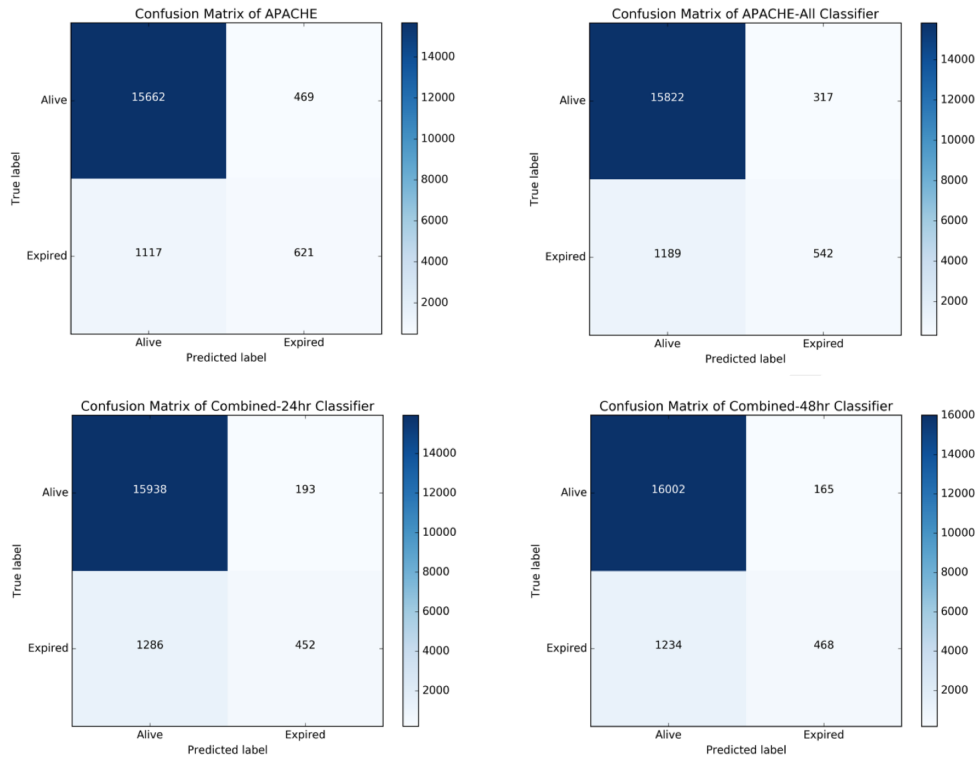 Confusion Matrix of APACHE
Alive
Expired
True label
15662
469
1117
621
Alive
Expired
Predicted label
14000
12000
10000
8000
6000
4000
2000
Confusion Matrix of APACHE-All Classifier
Alive
Expired
True label
15822
317
1189
542
Alive
Expired
Predicted label
14000
12000
10000
8000
6000
4000
2000
Confusion Matrix of Combined-24hr Classifier
Alive
Expired
True label
15938
193
1286
452
Alive
Expired
Predicted label
14000
12000
10000
8000
6000
4000
2000
Confusion Matrix of Combined-48hr Classifier
Alive
Expired
True label
16002
165
1234
468
Alive
Expired
Predicted label
16000
14000
12000
10000
8000
6000
4000
2000